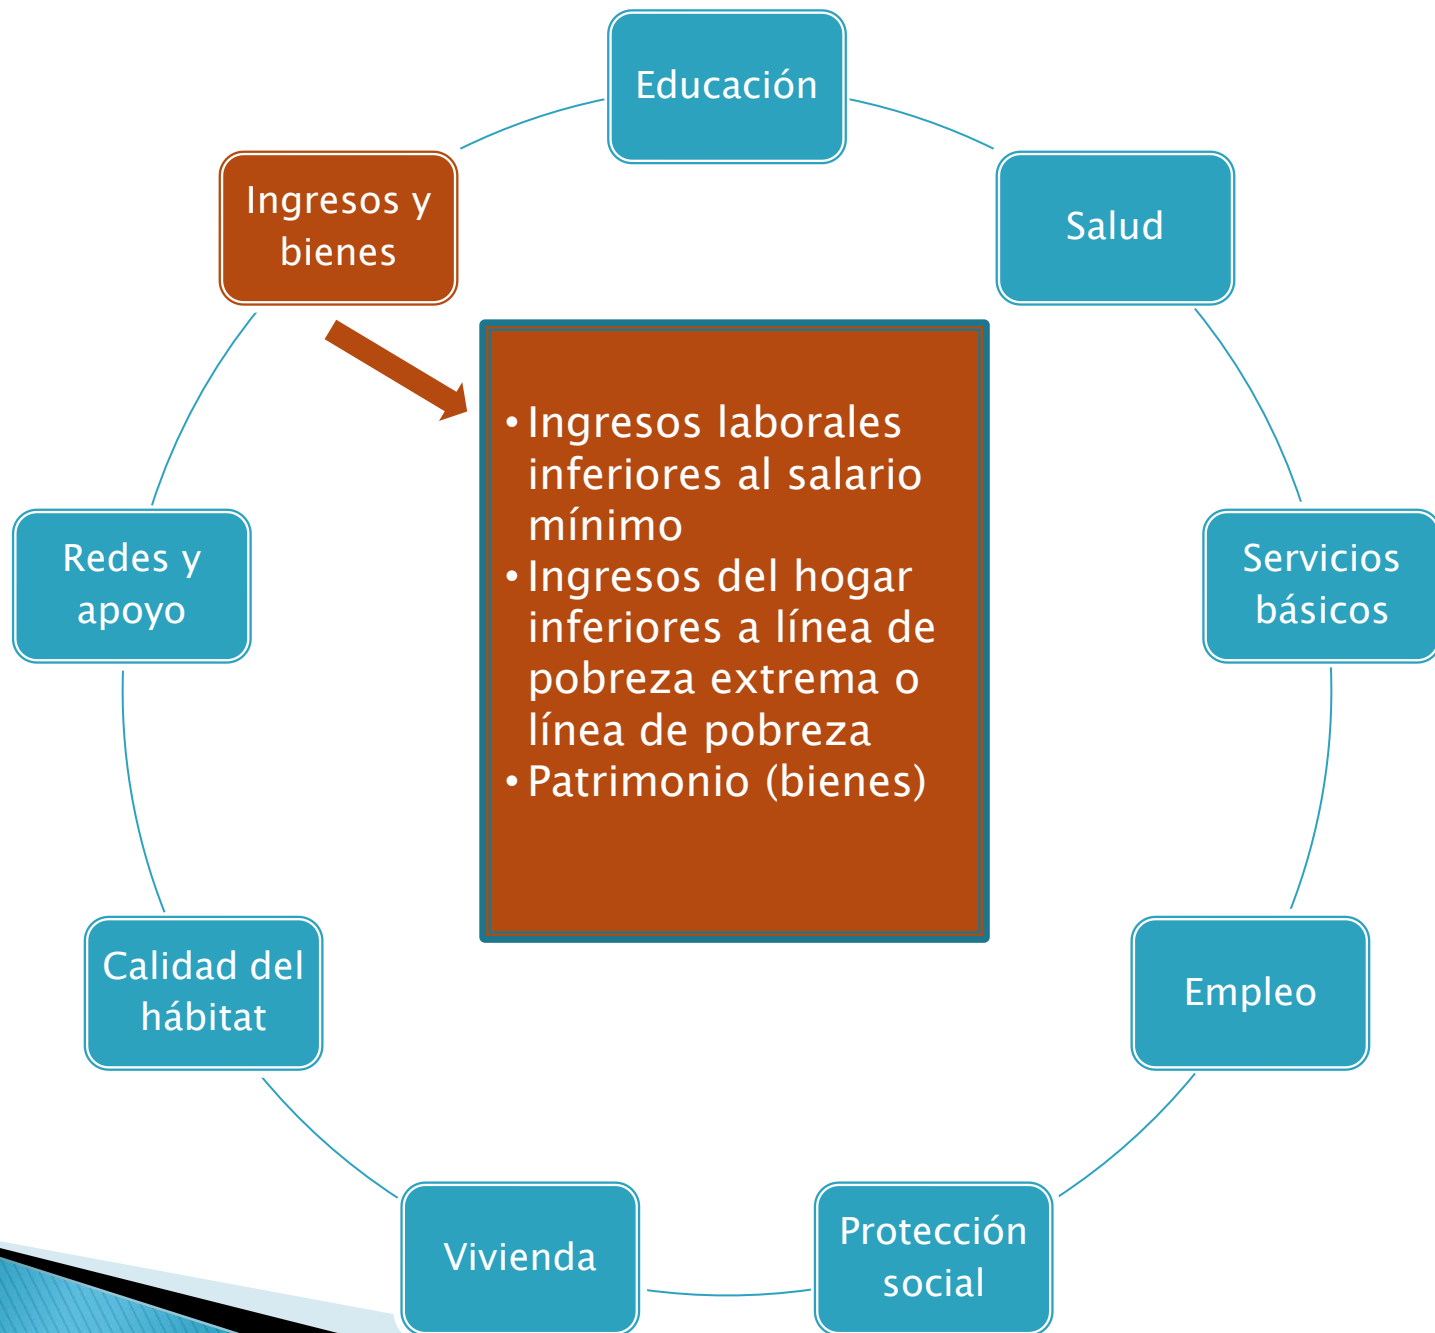 Educación
Ingresos y
bienes
Salud
• Ingresos laborales
inferiores al salario
mínimo
• Ingresos del hogar
inferiores a línea de
pobreza extrema o
línea de pobreza
• Patrimonio (bienes)
Redes y
apoyo
Servicios
básicos
Calidad del
hábitat
Empleo
Vivienda
Protección
social